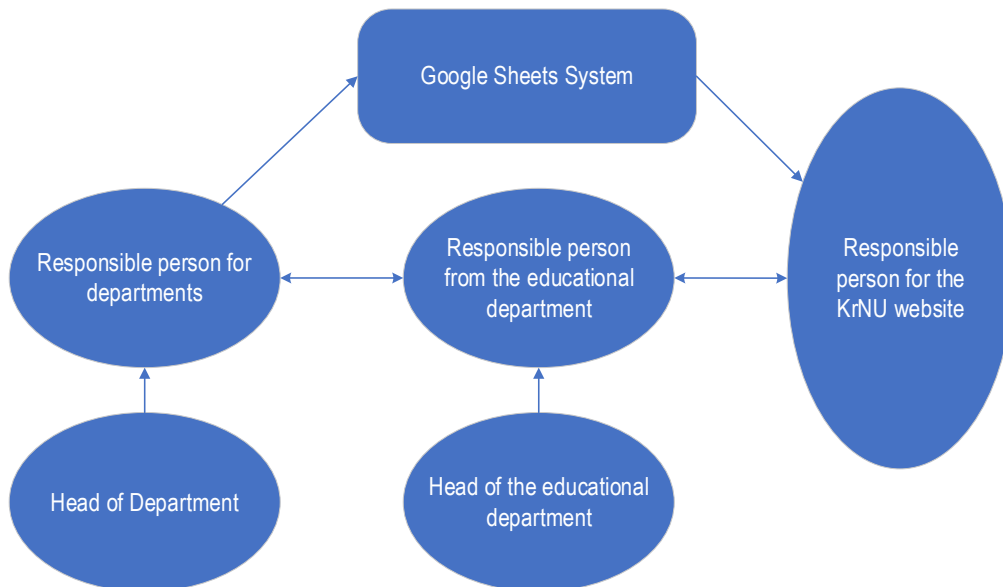 Google Sheets System
Responsible person for
departments
Responsible person
from the educational
department
Responsible
person for the
KrNU website
Head of Department
Head of the educational
department